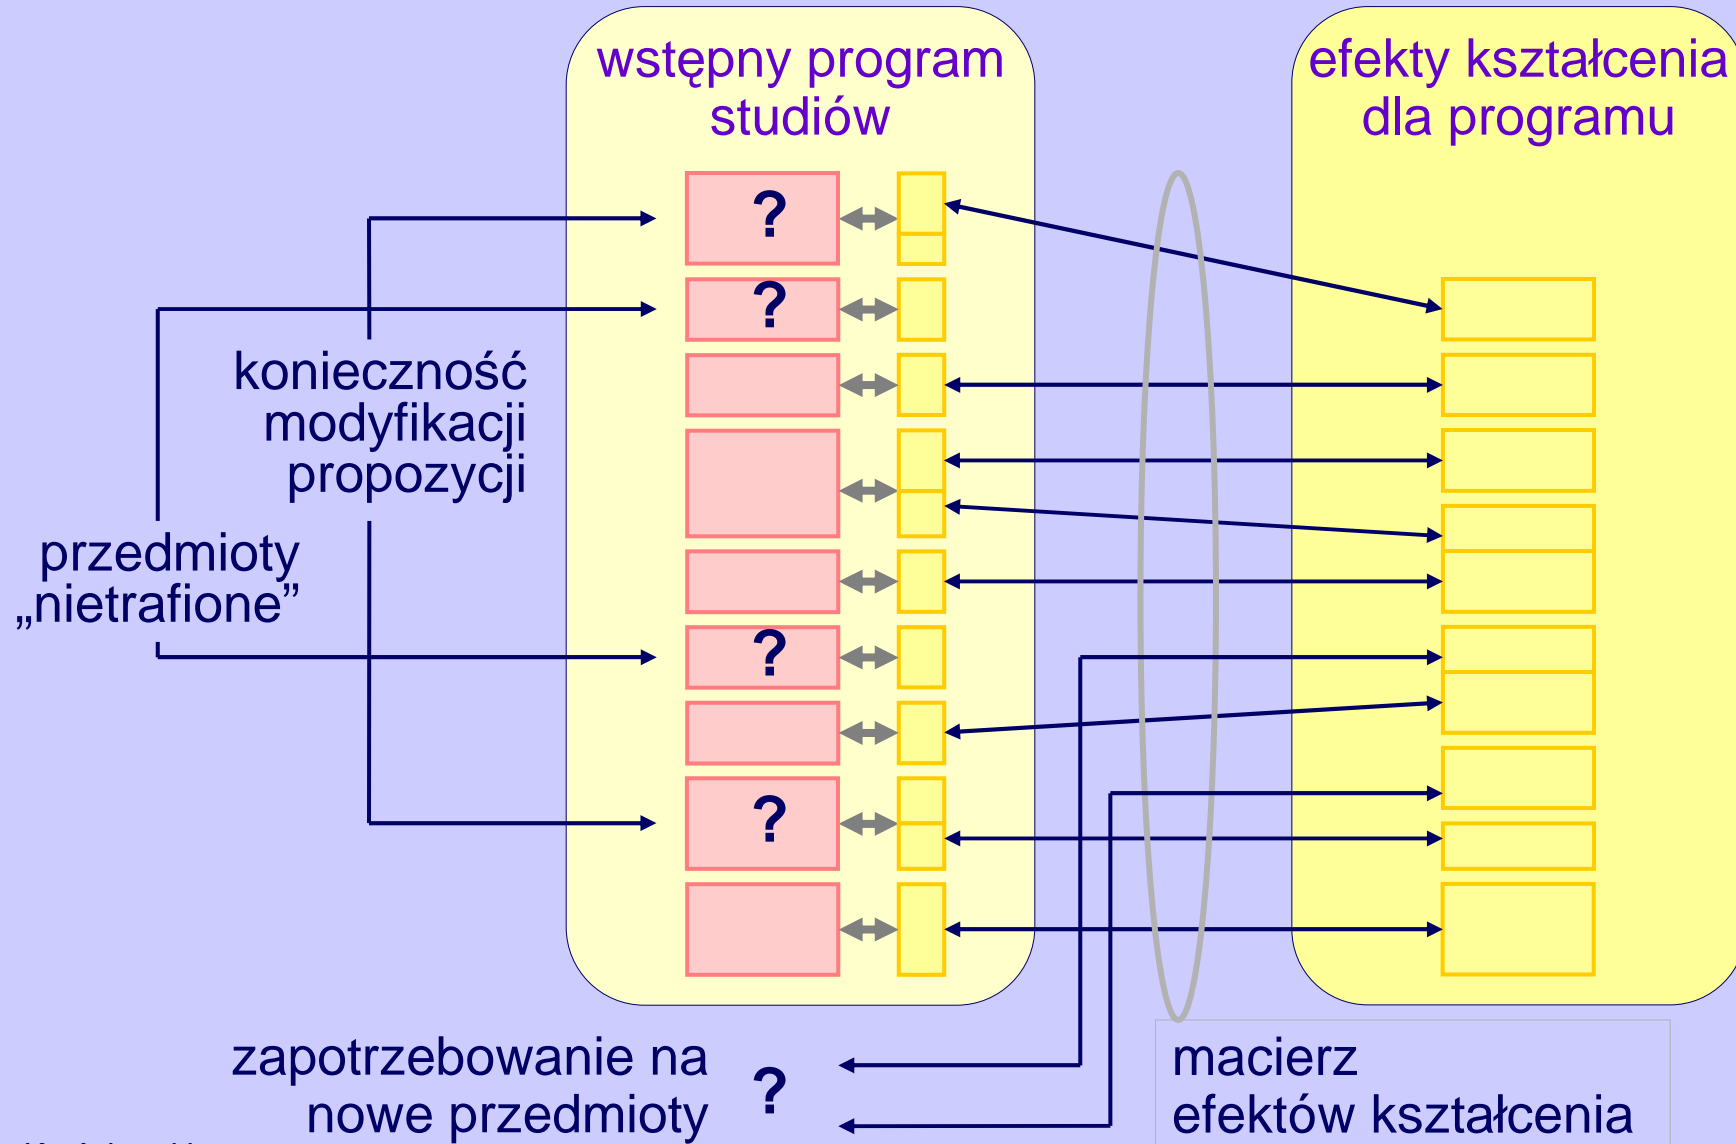 wstępny program
studiów
efekty kształcenia
dla programu
?
?
konieczność
modyfikacji
propozycji
przedmioty
„nietrafione”
?
?
zapotrzebowanie na
nowe przedmioty
?
macierz
efektów kształcenia